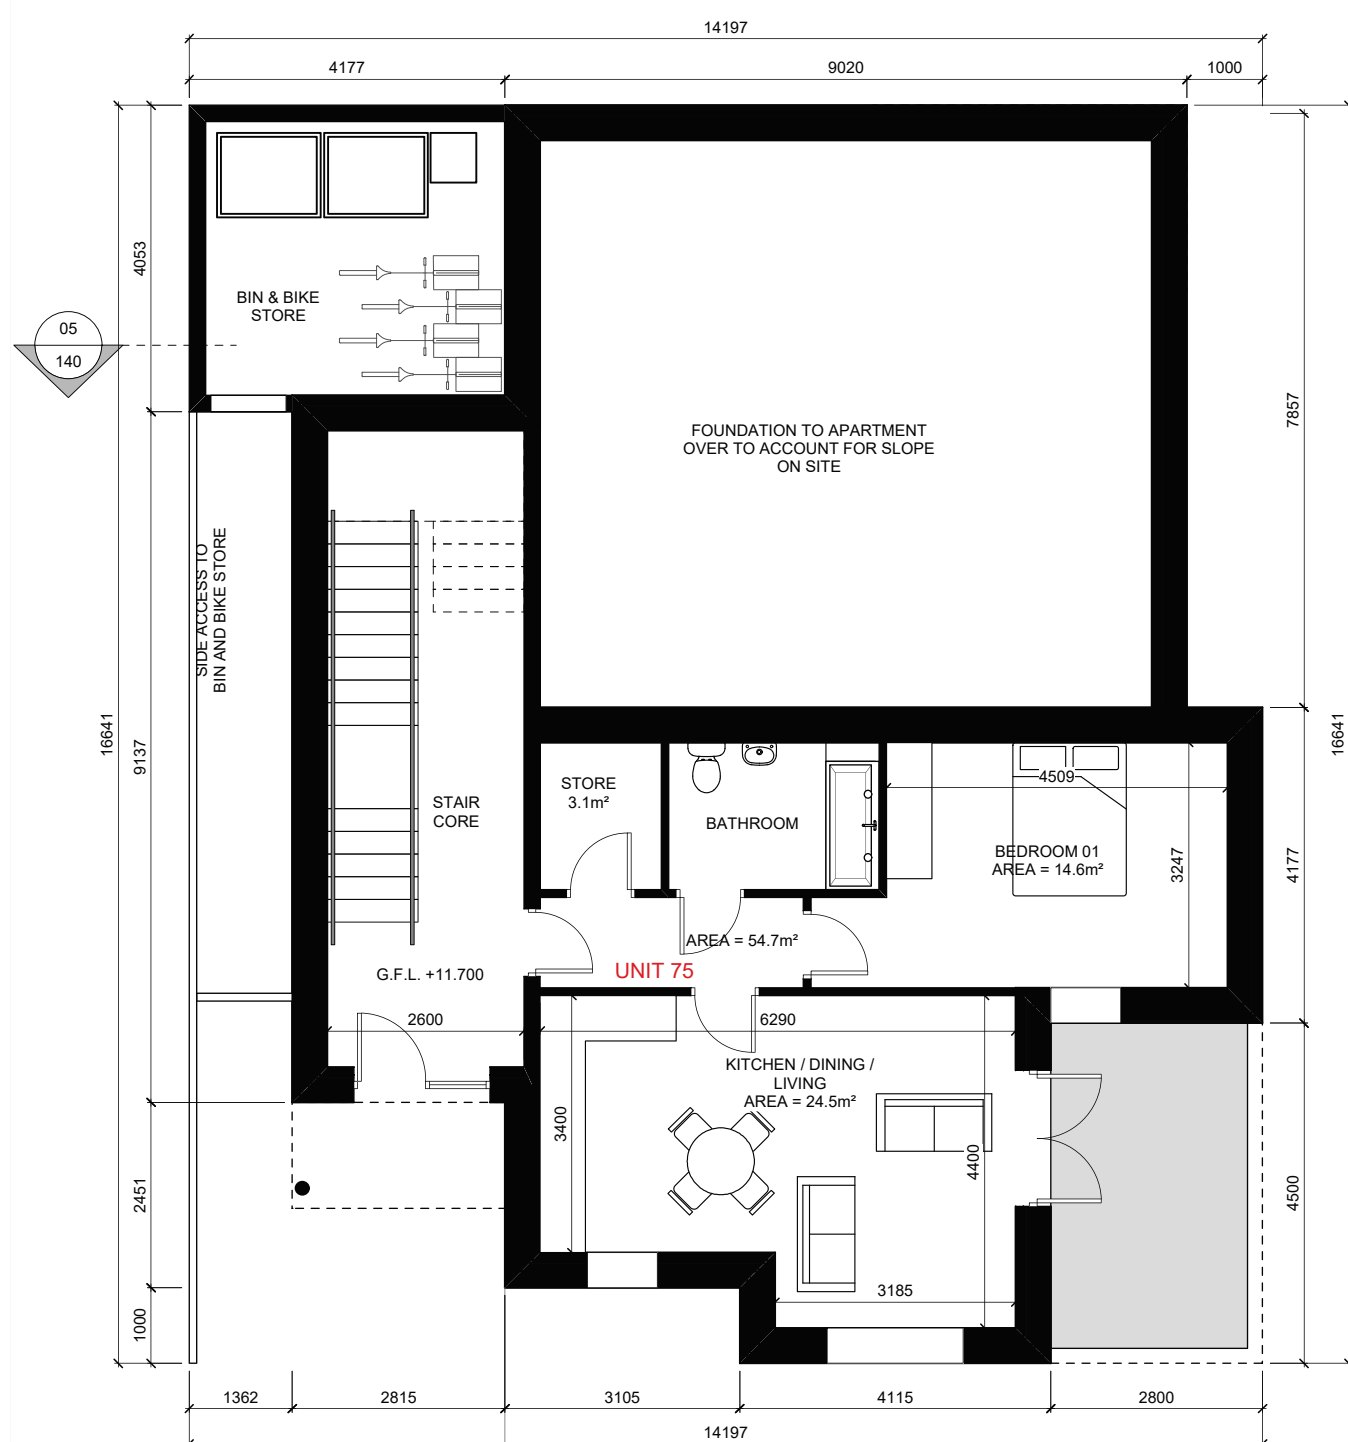 14197
4177
9020
1000
4053
BIN & BIKE
STORE
05
140
7857
FOUNDATION TO APARTMENT
OVER TO ACCOUNT FOR SLOPE
ON SITE
SIDE ACCESS TO
BIN AND BIKE STORE
16641
9137
16641
STAIR
CORE
STORE
3.1m²
BATHROOM
4509
BEDROOM 01
AREA = 14.6m²
3247
4177
AREA = 54.7m²
UNIT 75
G.F.L. +11.700
2600
6290
KITCHEN / DINING /
LIVING
AREA = 24.5m²
3400
4400
2451
4500
3185
1000
1362
2815
3105
4115
2800
14197